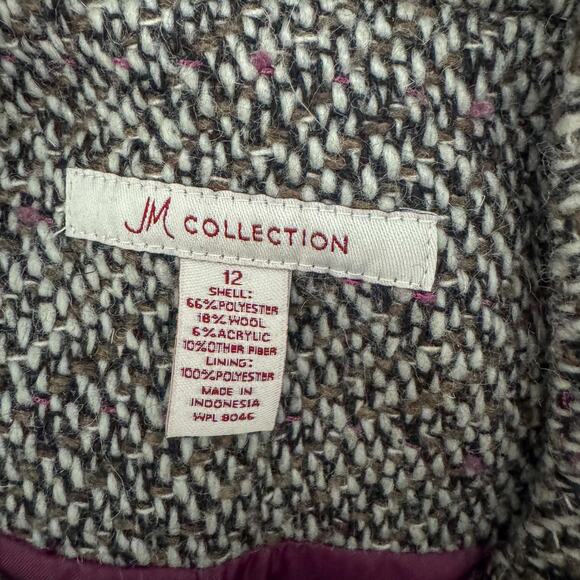 JM COLLECTION
12
SHELL:
66%POLYESTER
18%WOOL
6%ACRYLIC
10%OTHER FIBER
LINING:
100%POLYESTER
MADE IN
INDONESIA
WPL 8046